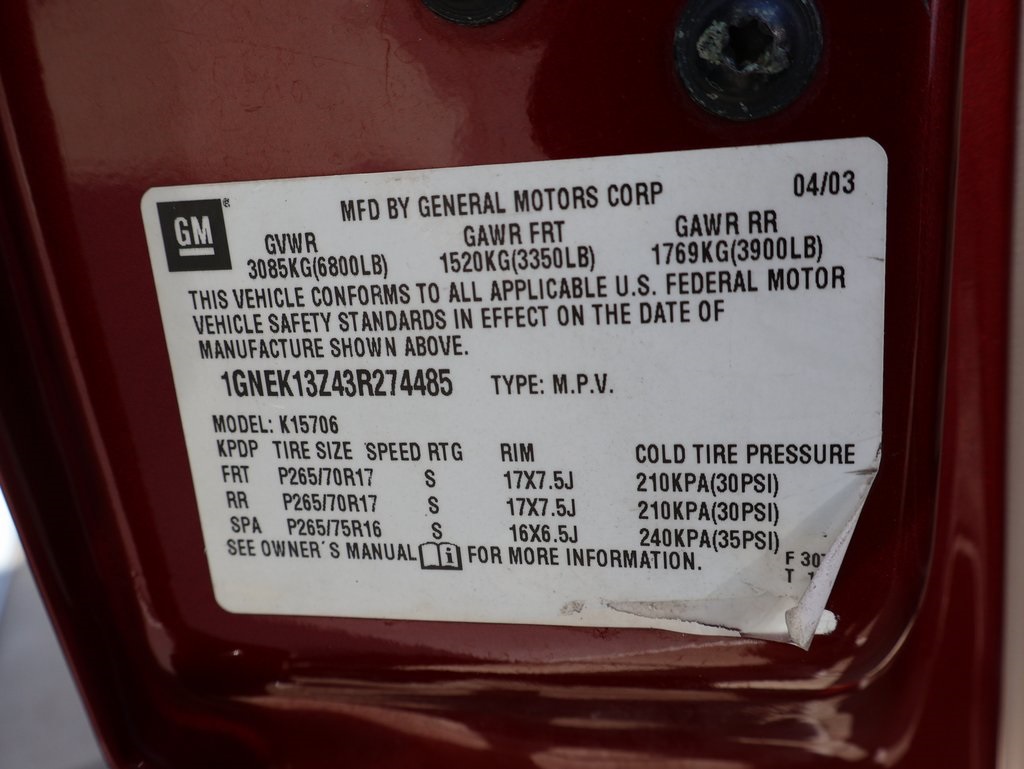 04/03
GM
MFD BY GENERAL MOTORS CORP
GVWR GAWR FRT GAWR RR
3085KG(6800LB) 1520KG(3350LB) 1769KG(3900LB)
THIS VEHICLE CONFORMS TO ALL APPLICABLE U.S. FEDERAL MOTOR
VEHICLE SAFETY STANDARDS IN EFFECT ON THE DATE OF
MANUFACTURE SHOWN ABOVE.
1GNEK13Z43R274485 TYPE: M.P.V.
MODEL: K15706
KPDP TIRE SIZE SPEED RTG RIM COLD TIRE PRESSURE
FRT P265/70R17 S 17X7.5J 210KPA(30PSI)
RR P265/70R17 S 17X7.5J 210KPA(30PSI)
SPA P265/75R16 S 16X6.5J 240KPA(35PSI)
SEE OWNER'S MANUAL i FOR MORE INFORMATION.
F
T